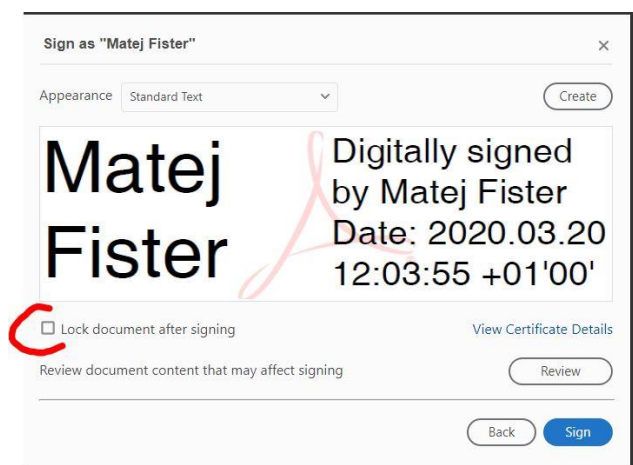 Sign as "Matej Fister"
Appearance Standard Text Create
Matej
Fister
Digitally signed
by Matej Fister
Date: 2020.03.20
12:03:55 +01'00'
Lock document after signing View Certificate Details
Review document content that may affect signing Review
Back Sign